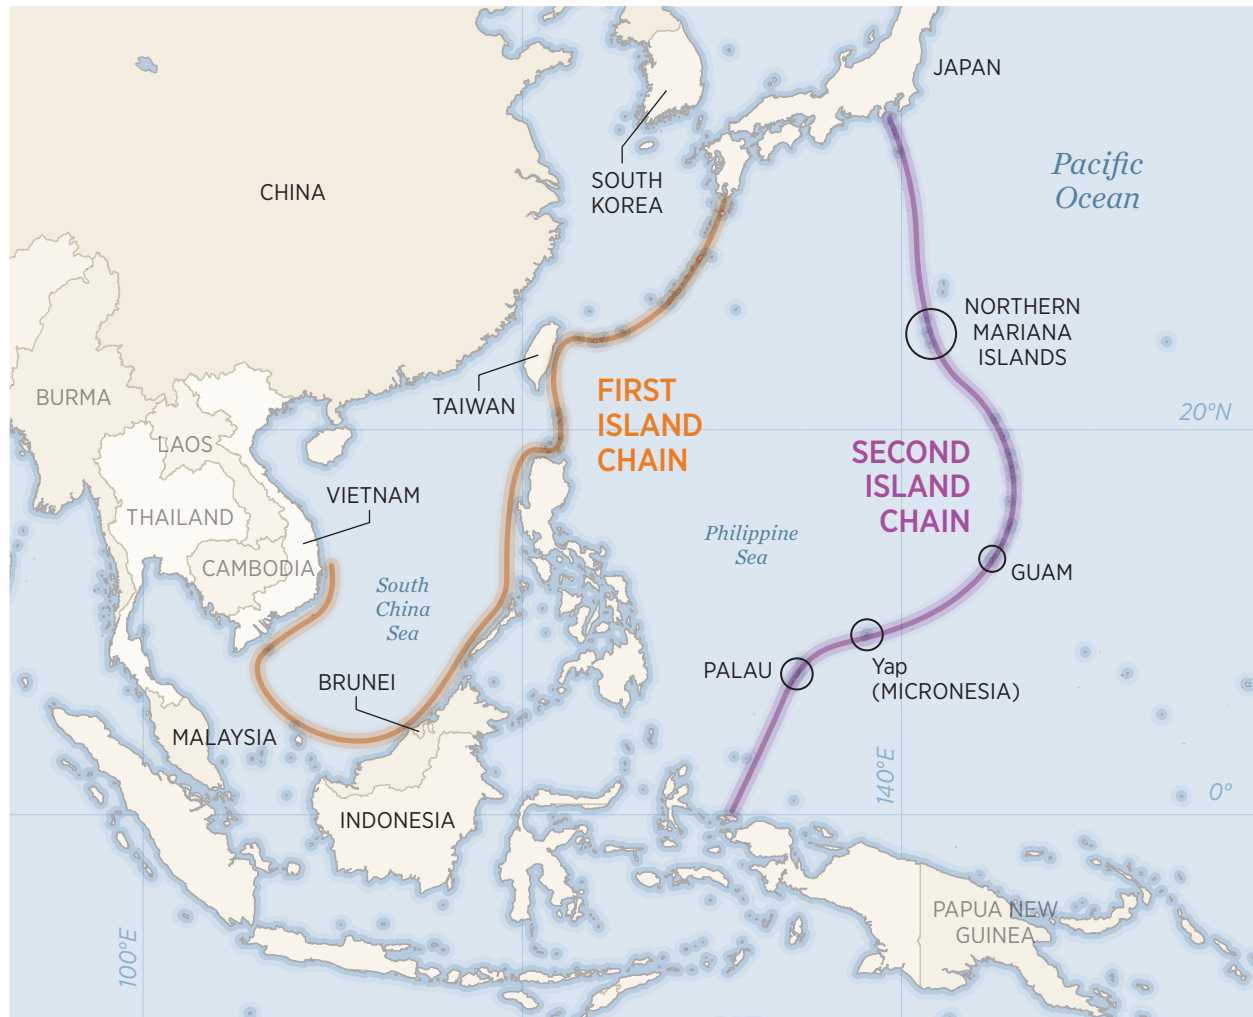 JAPAN
Pacific
Ocean
CHINA
SOUTH
KOREA
NORTHERN
MARIANA
ISLANDS
TAIWAN
BURMA
FIRST
ISLAND
CHAIN
20°N
LAOS
SECOND
ISLAND
CHAIN
VIETNAM
THAILAND
Philippine
Sea
CAMBODIA
GUAM
South
China
Sea
BRUNEI
PALAU
Yap
(MICRONESIA)
MALAYSIA
140°E
0°
INDONESIA
PAPUA NEW
GUINEA
100°E